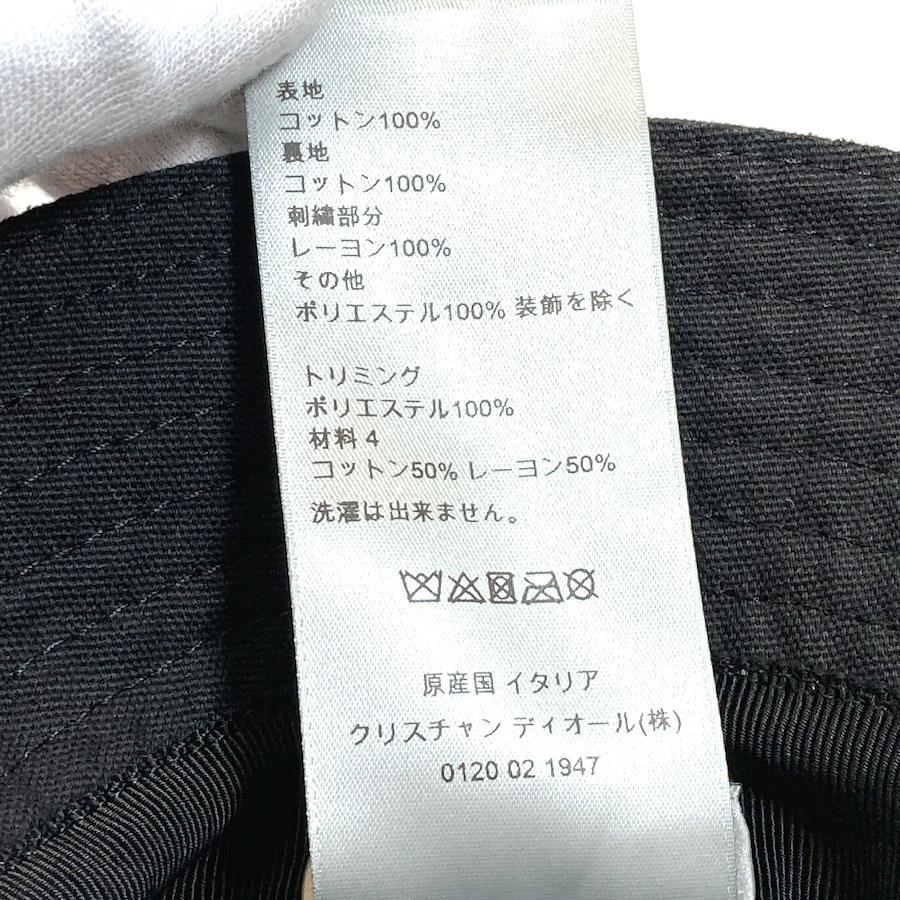 表地
コットン100%
裏地
コットン100%
刺繍部分
レーヨン100%
その他
ポリエステル100% 装飾を除く
トリミング
ポリエステル100%
材料 4
コットン50% レーヨン50%
洗濯は出来ません。
原産国 イタリア
クリスチャン ディオール(株)
0120 02 1947